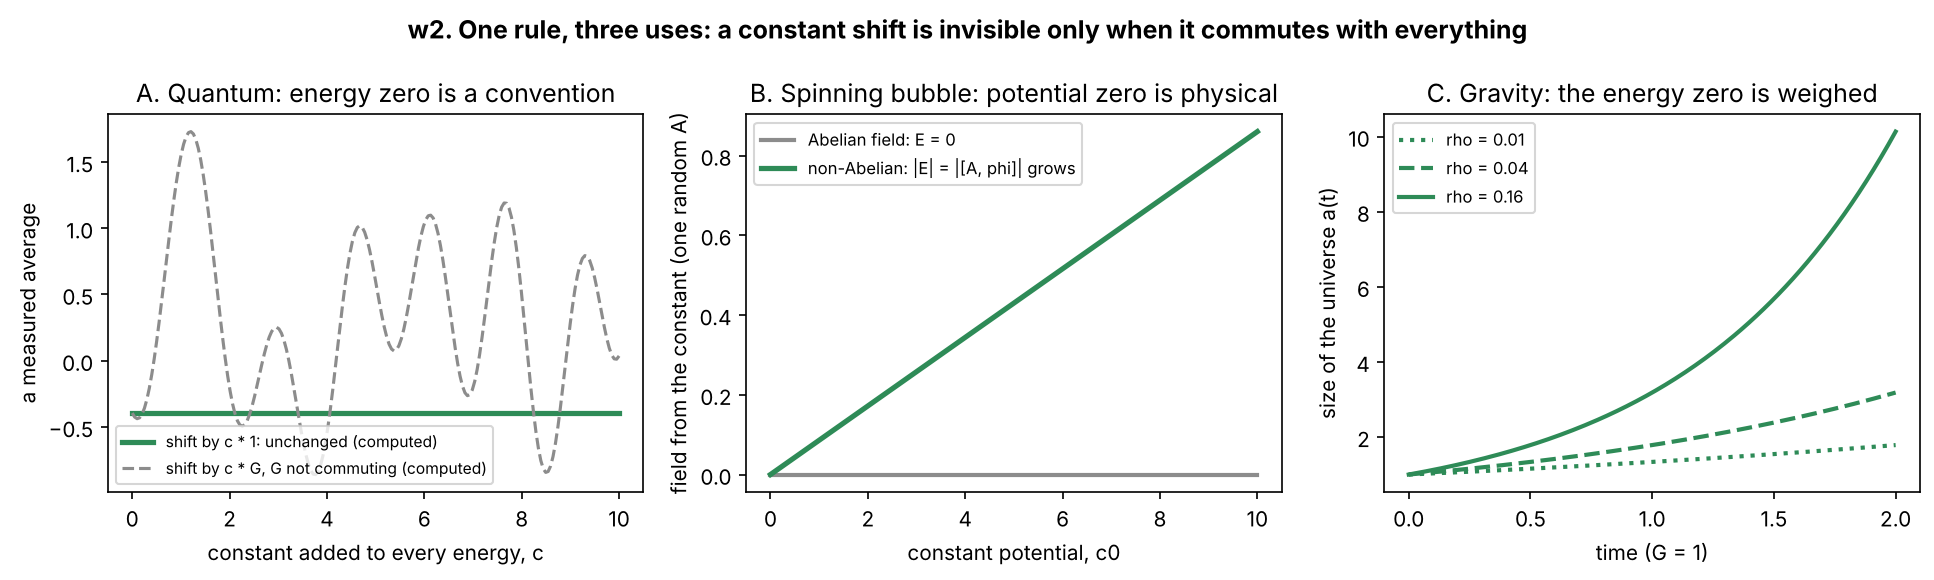 w2. One rule, three uses: a constant shift is invisible only when it commutes with everything
A. Quantum: energy zero is a convention
a measured average
1.5
1.0
0.5
0.0
−0.5
shift by c * 1: unchanged (computed)
shift by c * G, G not commuting (computed)
0 2 4 6 8 10
constant added to every energy, c
B. Spinning bubble: potential zero is physical
field from the constant (one random A)
0.8
0.6
0.4
0.2
0.0
Abelian field: E = 0
non-Abelian: |E| = |[A, phi]| grows
0 2 4 6 8 10
constant potential, c0
C. Gravity: the energy zero is weighed
size of the universe a(t)
10
8
6
4
2
rho = 0.01
rho = 0.04
rho = 0.16
0.0 0.5 1.0 1.5 2.0
time (G = 1)